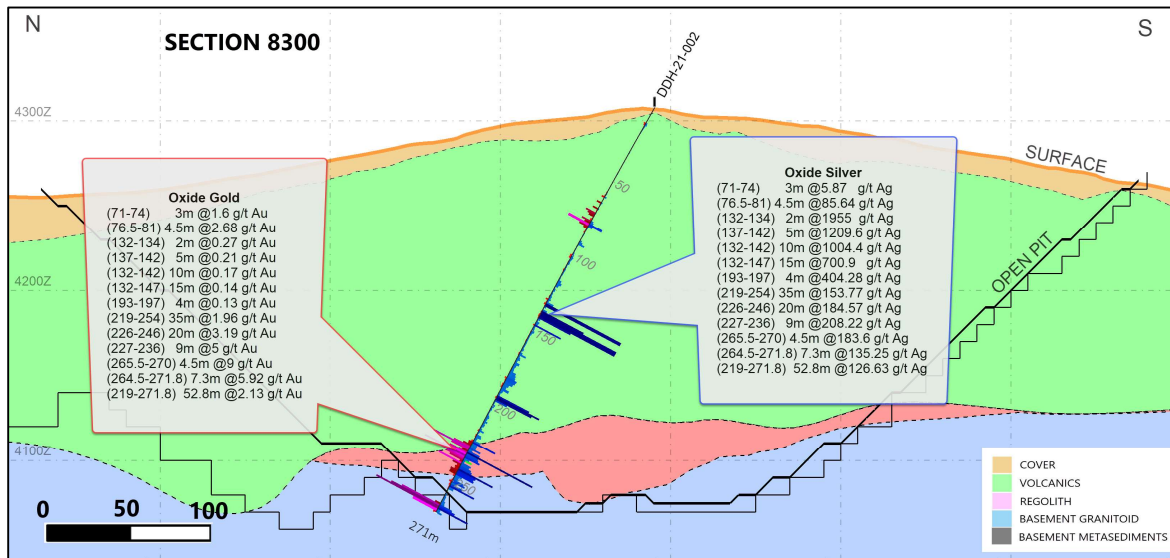 N
S
SECTION 8300
DDH-21-002
4300Z
SURFACE
50
Oxide Gold
(71-74) 3m @1.6 g/t Au
(76.5-81) 4.5m @2.68 g/t Au
(132-134) 2m @0.27 g/t Au
(137-142) 5m @0.21 g/t Au
(132-142) 10m @0.17 g/t Au
(132-147) 15m @0.14 g/t Au
(193-197) 4m @0.13 g/t Au
(219-254) 35m @1.96 g/t Au
(226-246) 20m @3.19 g/t Au
(227-236) 9m @5 g/t Au
(265.5-270) 4.5m @9 g/t Au
(264.5-271.8) 7.3m @5.92 g/t Au
(219-271.8) 52.8m @2.13 g/t Au
Oxide Silver
(71-74) 3m @5.87 g/t Ag
(76.5-81) 4.5m @85.64 g/t Ag
(132-134) 2m @1955 g/t Ag
(137-142) 5m @1209.6 g/t Ag
(132-142) 10m @1004.4 g/t Ag
(132-147) 15m @700.9 g/t Ag
(193-197) 4m @404.28 g/t Ag
(219-254) 35m @153.77 g/t Ag
(226-246) 20m @184.57 g/t Ag
(227-236) 9m @208.22 g/t Ag
(265.5-270) 4.5m @183.6 g/t Ag
(264.5-271.8) 7.3m @135.25 g/t Ag
(219-271.8) 52.8m @126.63 g/t Ag
100
4200Z
OPEN PIT
150
200
4100Z
271m
0 50 100
COVER
VOLCANICS
REGOLITH
BASEMENT GRANITOID
BASEMENT METASEDIMENTS